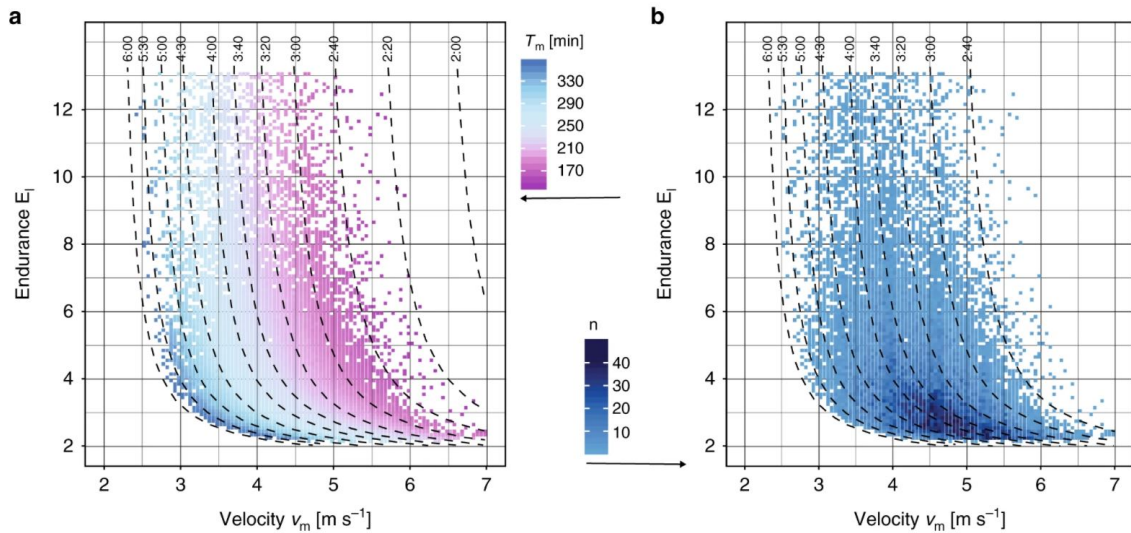 a
6:00 5:30 5:00 4:30 4:00 3:40 3:20 3:00 2:40 2:20 2:00
12
10
8
6
4
2
Endurance E_l
2 3 4 5 6 7
Velocity v_m [m s⁻¹]
T_m [min]
330
290
250
210
170
n
40
30
20
10
b
6:00 5:30 5:00 4:30 4:00 3:40 3:20 3:00 2:40
12
10
8
6
4
2
Endurance E_l
2 3 4 5 6 7
Velocity v_m [m s⁻¹]